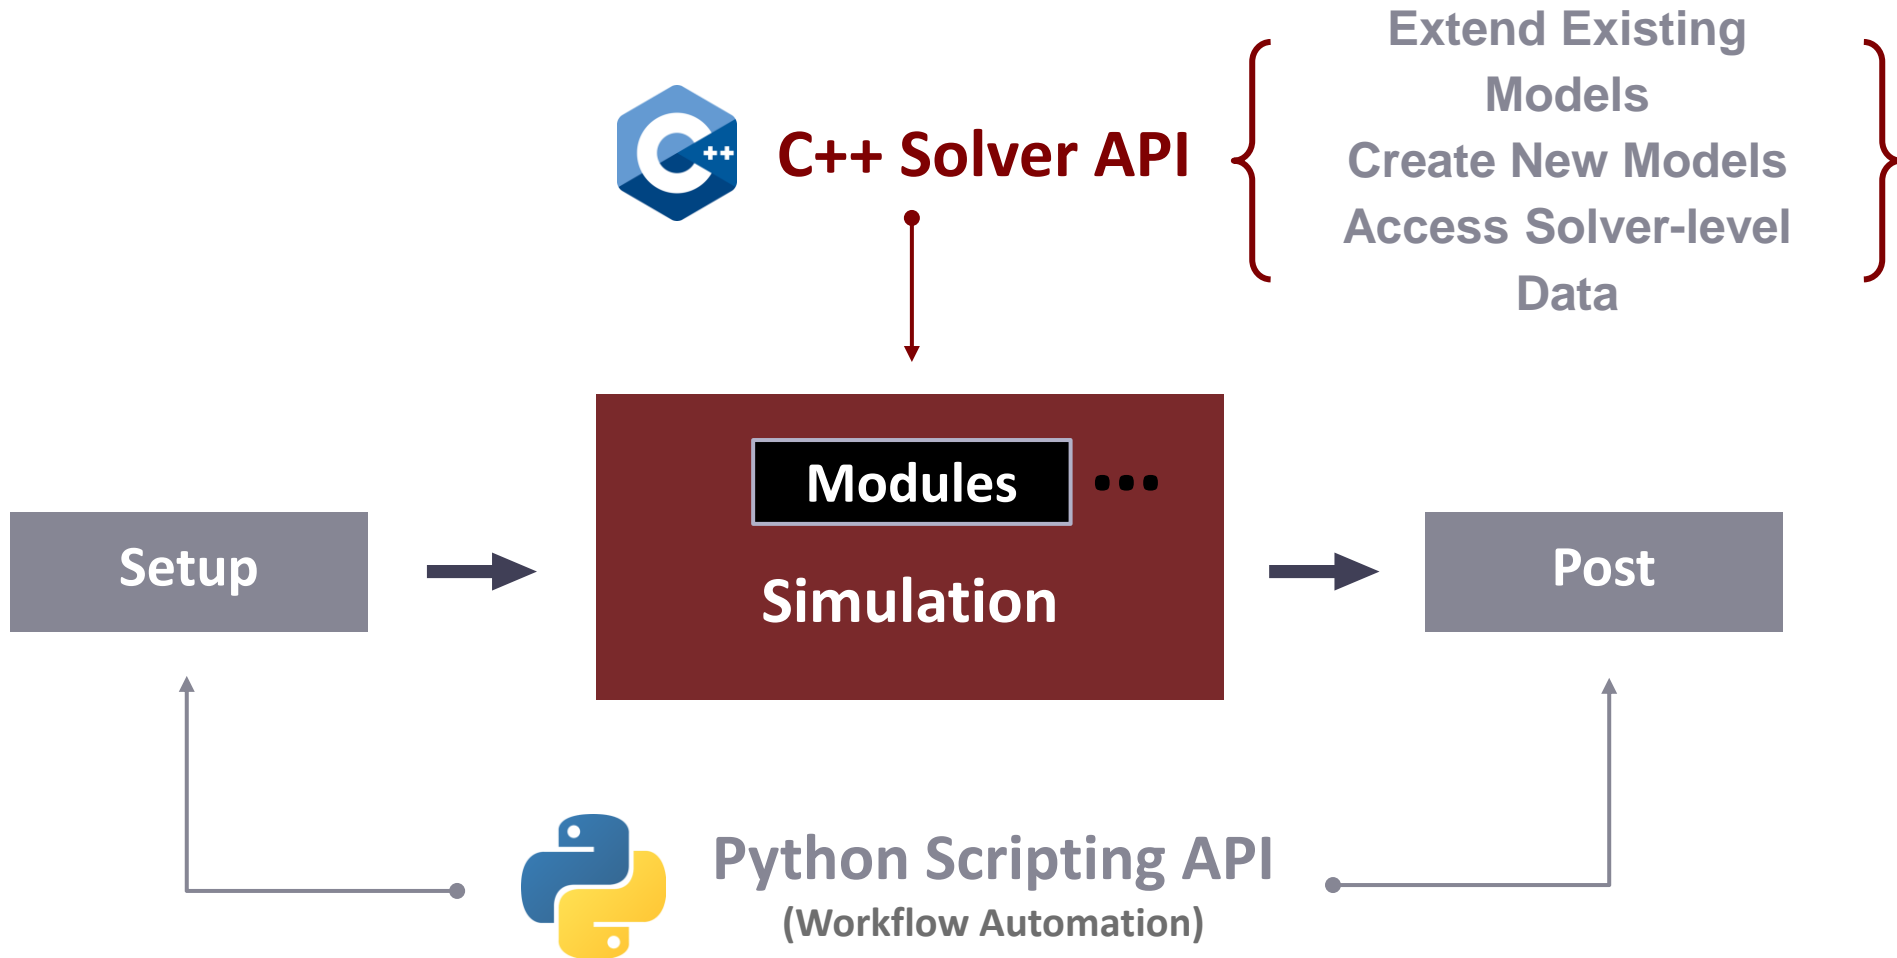 Extend Existing
Models
Create New Models
Access Solver-level
Data
C++
C++ Solver API
Modules ...
Simulation
Setup
Post
Python Scripting API
(Workflow Automation)